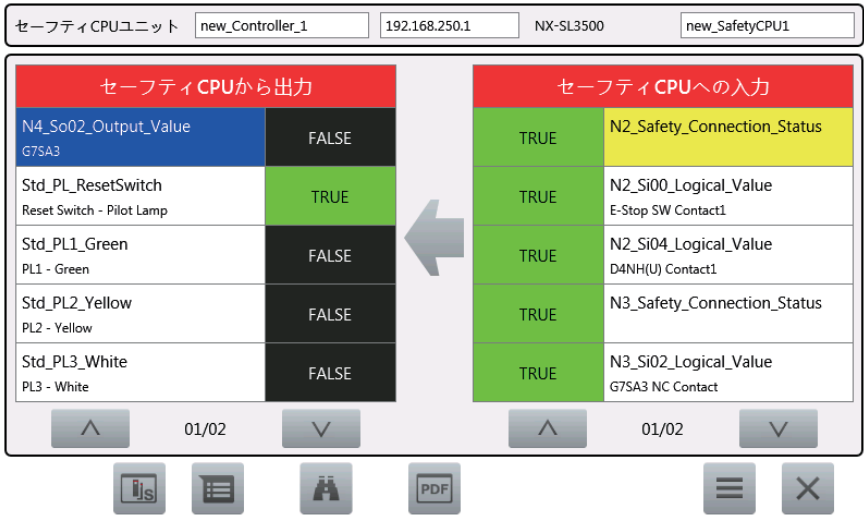 セーフティCPUユニット new_Controller_1 192.168.250.1 NX-SL3500 new_SafetyCPU1
セーフティCPUから出力
N4_So02_Output_Value FALSE
G7SA3
Std_PL_ResetSwitch TRUE
Reset Switch - Pilot Lamp
Std_PL1_Green FALSE
PL1 - Green
Std_PL2_Yellow FALSE
PL2 - Yellow
Std_PL3_White FALSE
PL3 - White
01/02
セーフティCPUへの入力
TRUE N2_Safety_Connection_Status
TRUE N2_Si00_Logical_Value
E-Stop SW Contact1
TRUE N2_Si04_Logical_Value
D4NH(U) Contact1
TRUE N3_Safety_Connection_Status
TRUE N3_Si02_Logical_Value
G7SA3 NC Contact
01/02
ijs
PDF